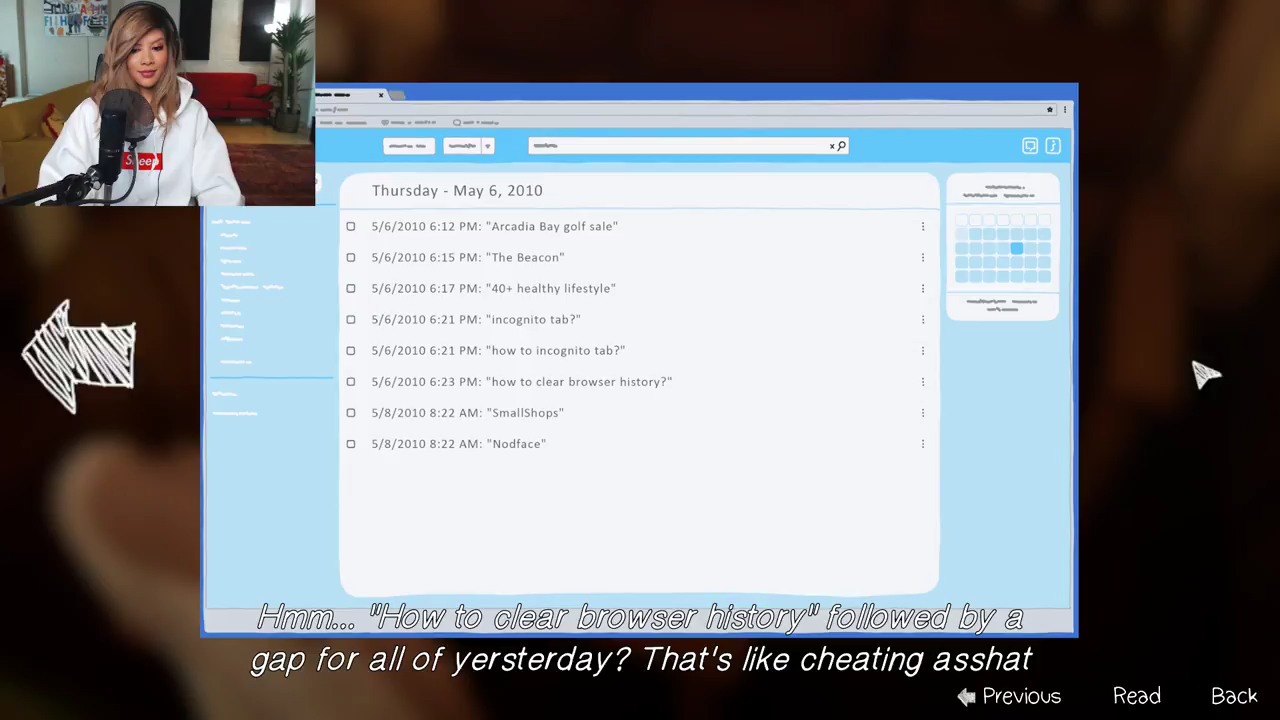 Sheep
Thursday - May 6, 2010
5/6/2010 6:12 PM: "Arcadia Bay golf sale"
5/6/2010 6:15 PM: "The Beacon"
5/6/2010 6:17 PM: "40+ healthy lifestyle"
5/6/2010 6:21 PM: "incognito tab?"
5/6/2010 6:21 PM: "how to incognito tab?"
5/6/2010 6:23 PM: "how to clear browser history?"
5/8/2010 8:22 AM: "SmallShops"
5/8/2010 8:22 AM: "Nodface"
Hmm... "How to clear browser history" followed by a
gap for all of yersterday? That's like cheating asshat
Previous Read Back